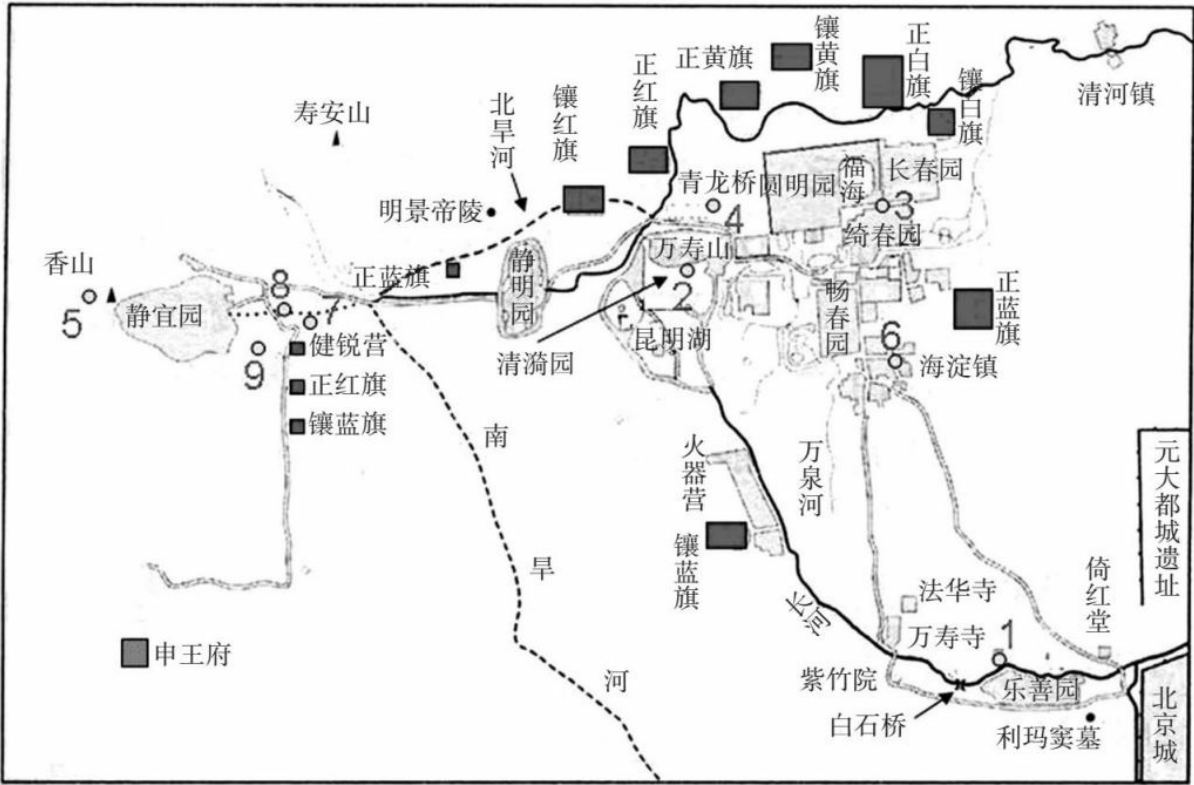 镶黄旗
正白旗
正黄旗
正红旗
镶白旗
清河镇
寿安山
北旱河
镶红旗
青龙桥
圆明园
福海
长春园
3
明景帝陵
4
绮春园
香山
正蓝旗
静明园
万寿山
5
静宜园
8
7
2
畅春园
正蓝旗
昆明湖
清漪园
6
海淀镇
9
健锐营
正红旗
镶蓝旗
南
旱
河
火器营
万泉河
镶蓝旗
元大都城遗址
长河
法华寺
倚红堂
万寿寺
1
申王府
紫竹院
乐善园
白石桥
利玛窦墓
北京城